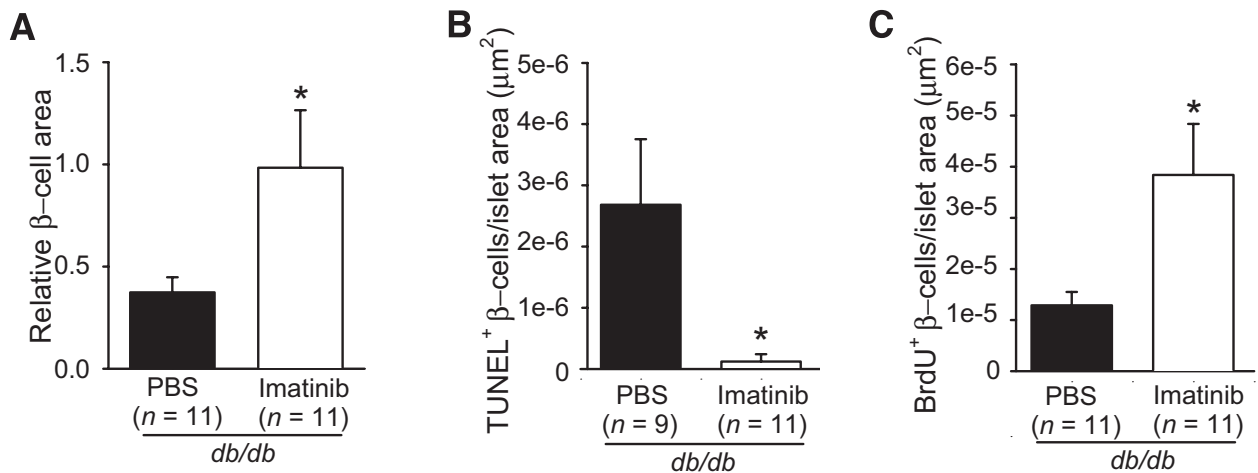 A
Relative β–cell area
1.5
1.0
0.5
0.0
*
PBS
(n = 11)
Imatinib
(n = 11)
db/db
B
TUNEL+ β–cells/islet area (μm2)
5e-6
4e-6
3e-6
2e-6
1e-6
0
*
PBS
(n = 9)
Imatinib
(n = 11)
db/db
C
BrdU+ β–cells/islet area (μm2)
6e-5
5e-5
4e-5
3e-5
2e-5
1e-5
0
*
PBS
(n = 11)
Imatinib
(n = 11)
db/db